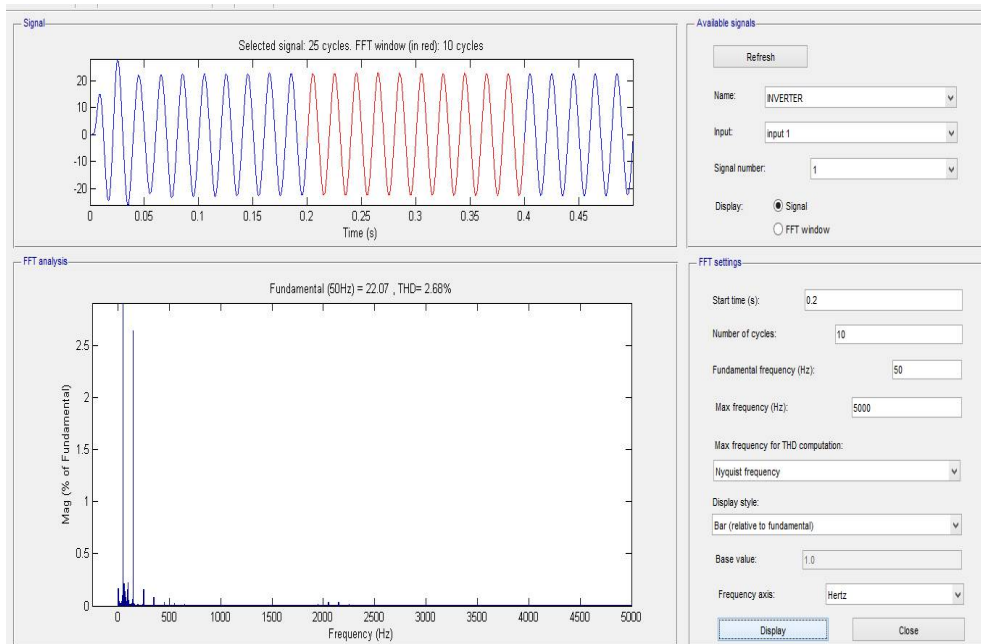 Signal
Selected signal: 25 cycles. FFT window (in red): 10 cycles
20
10
0
-10
-20
0 0.05 0.1 0.15 0.2 0.25 0.3 0.35 0.4 0.45
Time (s)
FFT analysis
Fundamental (50Hz) = 22.07 , THD= 2.68%
Mag (% of Fundamental)
2.5
2
1.5
1
0.5
0
0 500 1000 1500 2000 2500 3000 3500 4000 4500 5000
Frequency (Hz)
Available signals
Refresh
Name: INVERTER
Input: input 1
Signal number: 1
Display: Signal
FFT window
FFT settings
Start time (s): 0.2
Number of cycles: 10
Fundamental frequency (Hz): 50
Max frequency (Hz): 5000
Max frequency for THD computation:
Nyquist frequency
Display style:
Bar (relative to fundamental)
Base value: 1.0
Frequency axis: Hertz
Display Close